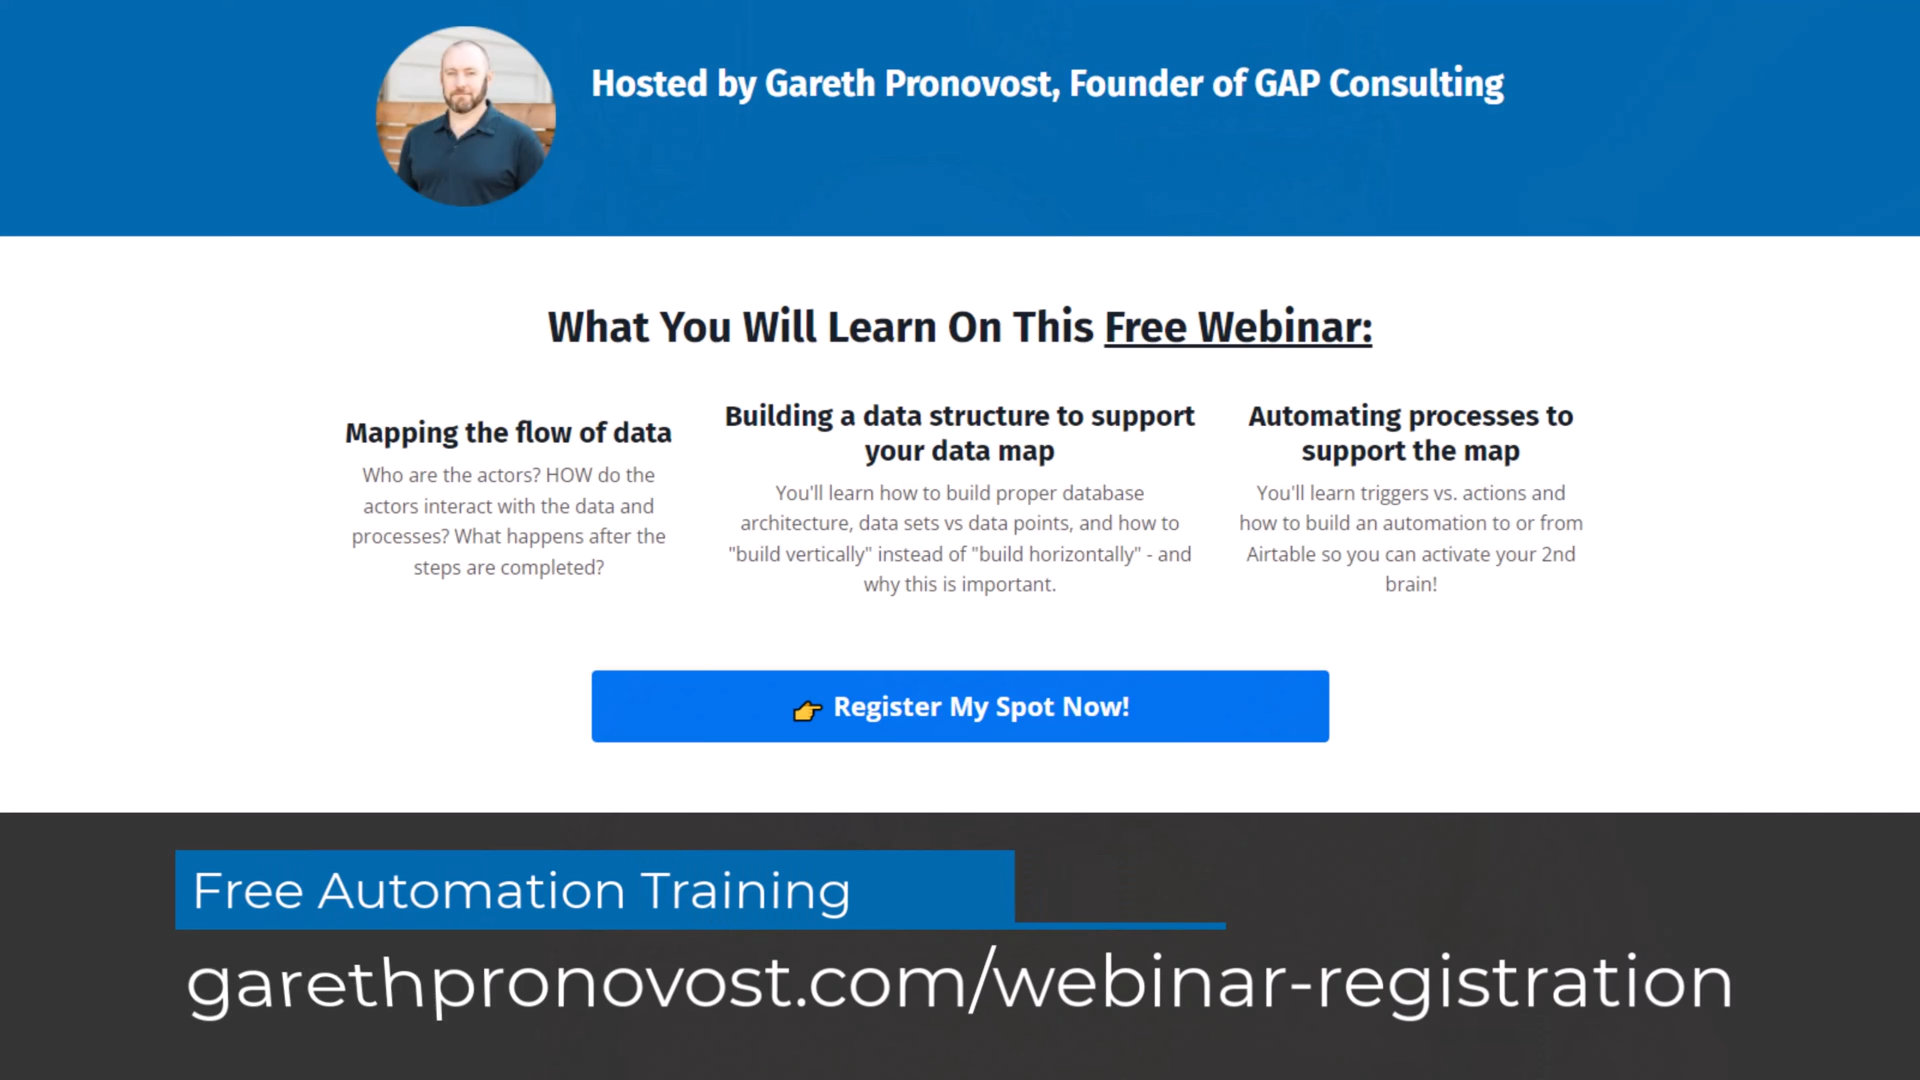 Hosted by Gareth Pronovost, Founder of GAP Consulting
What You Will Learn On This Free Webinar:
Mapping the flow of data
Who are the actors? HOW do the
actors interact with the data and
processes? What happens after the
steps are completed?
Building a data structure to support
your data map
You'll learn how to build proper database
architecture, data sets vs data points, and how to
"build vertically" instead of "build horizontally" - and
why this is important.
Automating processes to
support the map
You'll learn triggers vs. actions and
how to build an automation to or from
Airtable so you can activate your 2nd
brain!
👉 Register My Spot Now!
Free Automation Training
garethpronovost.com/webinar-registration